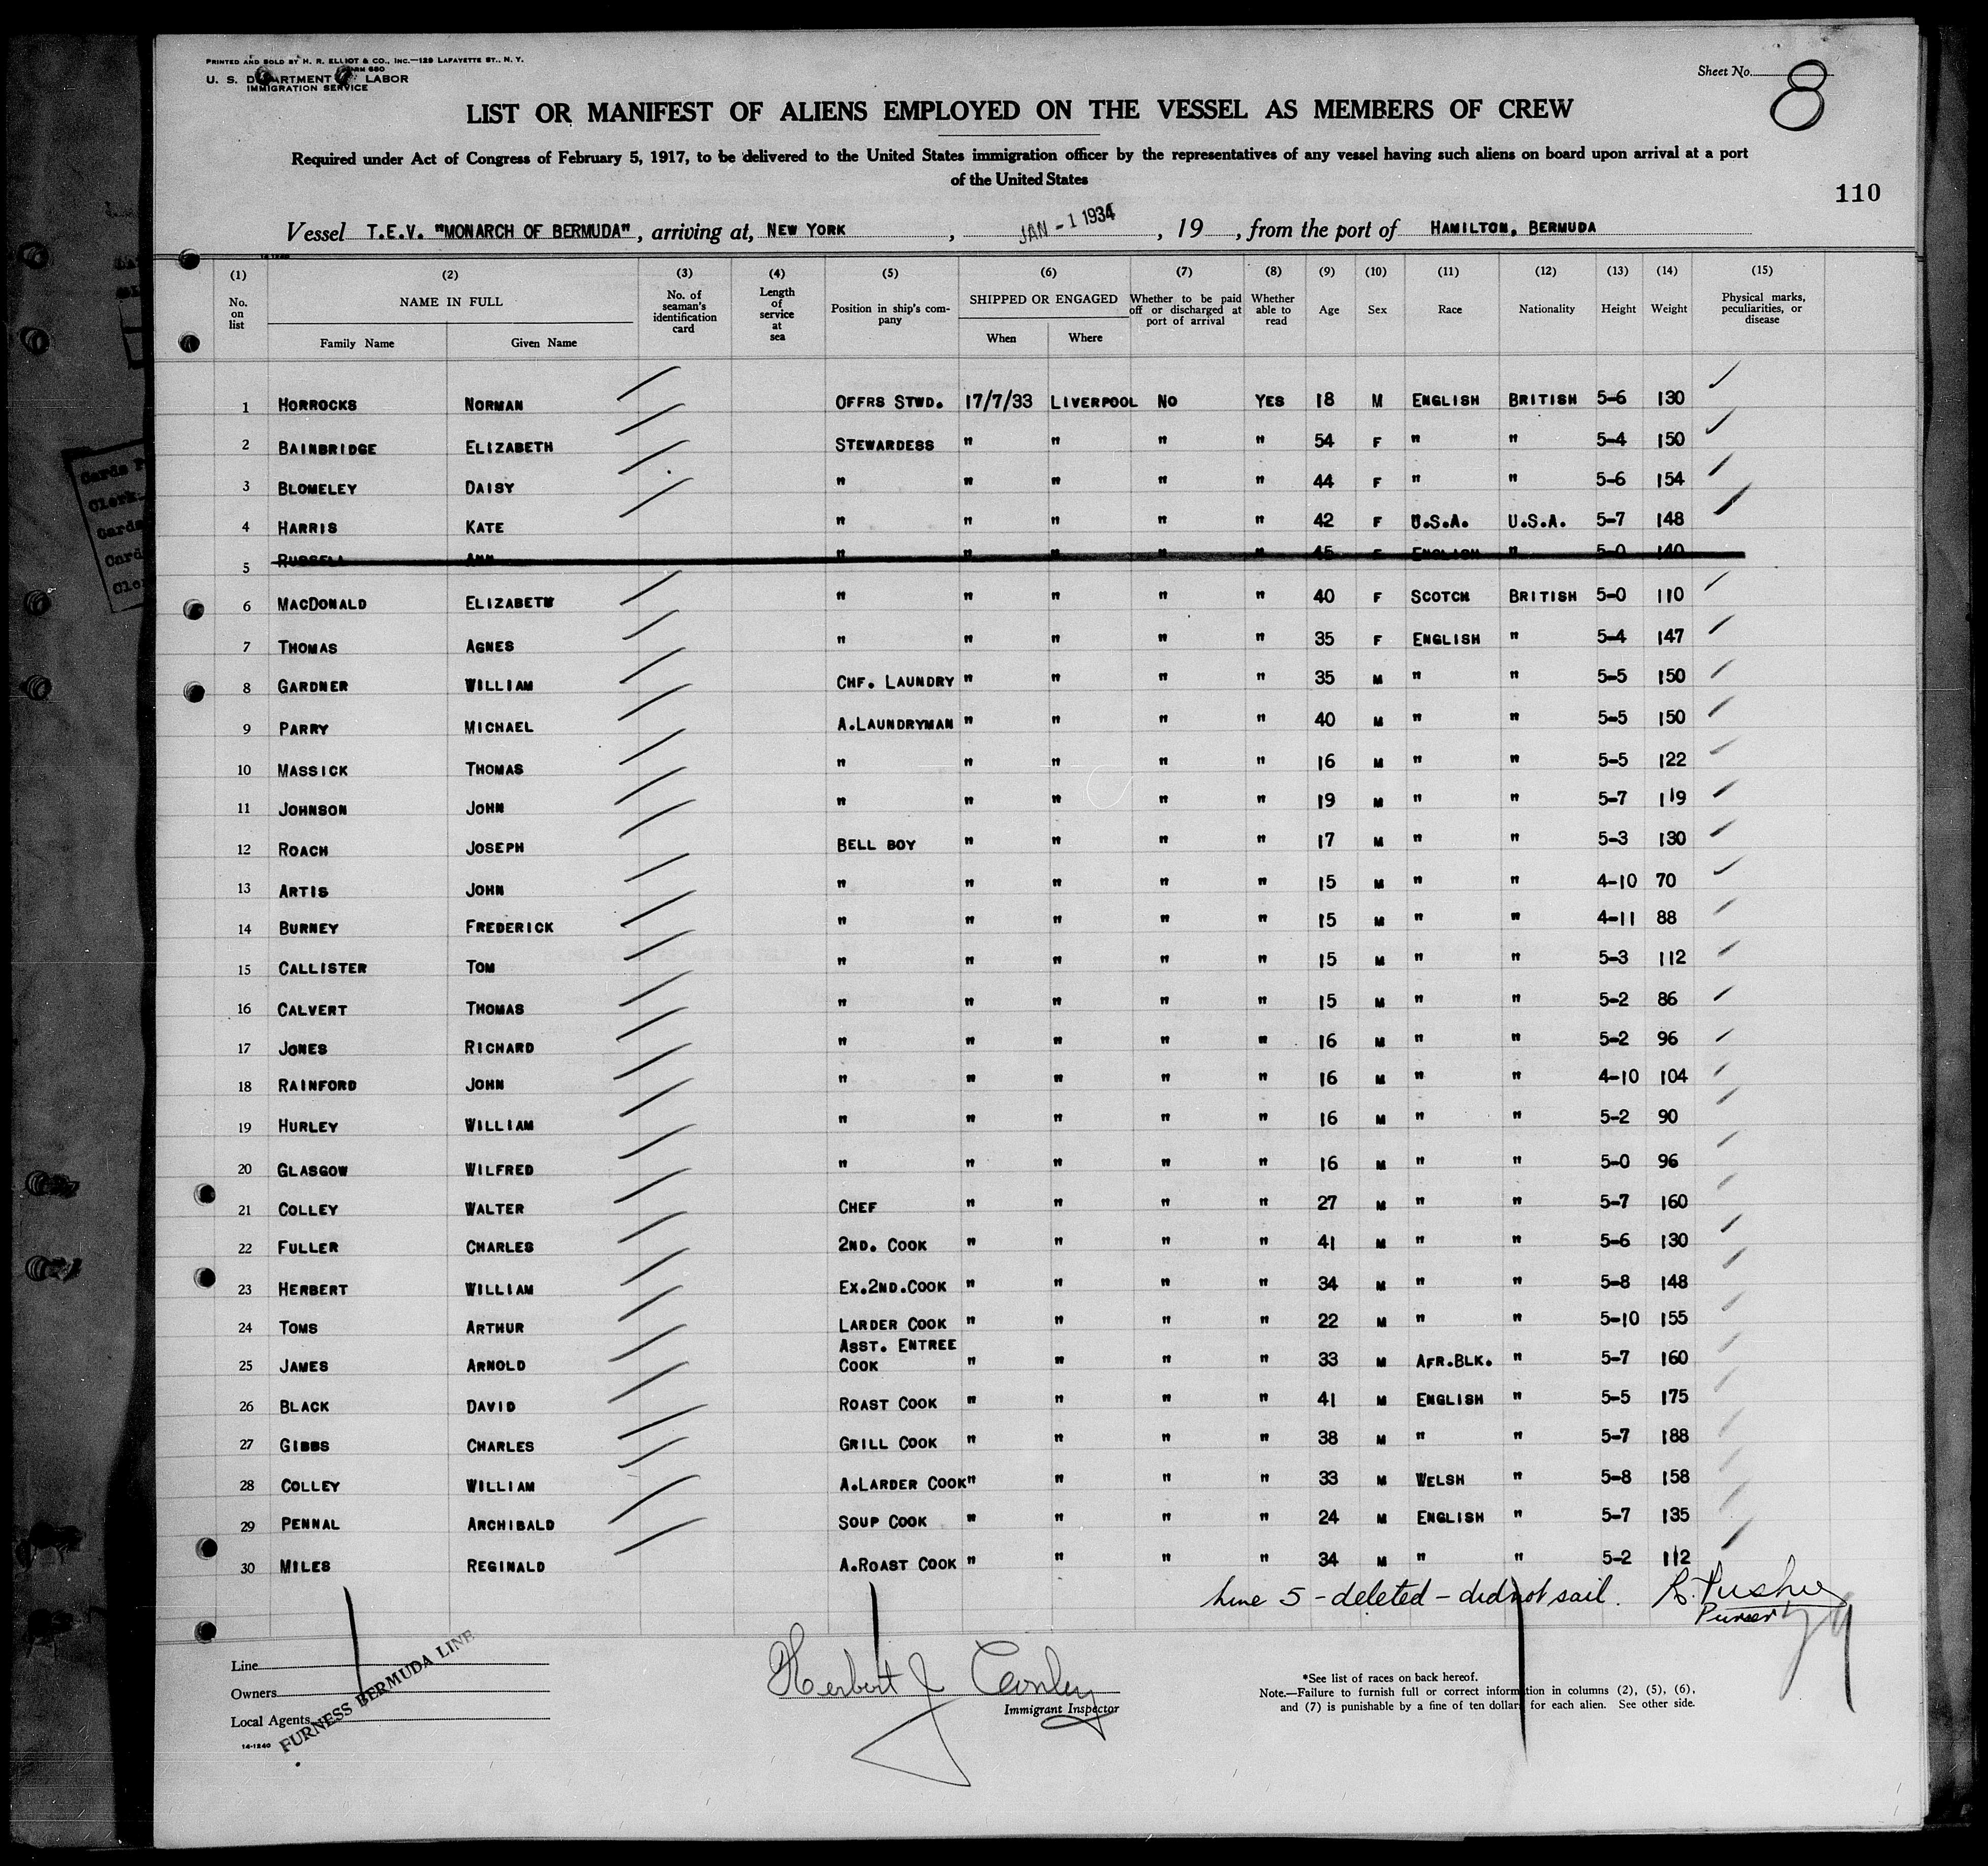 PRINTED AND SOLD BY H. R. ELLIOT & CO., INC.—129 LAFAYETTE ST., N. Y.
FORM 680
U. S. DEPARTMENT OF LABOR
IMMIGRATION SERVICE
Sheet No. 8
LIST OR MANIFEST OF ALIENS EMPLOYED ON THE VESSEL AS MEMBERS OF CREW
Required under Act of Congress of February 5, 1917, to be delivered to the United States immigration officer by the representatives of any vessel having such aliens on board upon arrival at a port
of the United States
110
Vessel T.E.V. "MONARCH OF BERMUDA", arriving at, NEW YORK, JAN -1 1934, 19 , from the port of HAMILTON, BERMUDA
(1) (2) (3) (4) (5) (6) (7) (8) (9) (10) (11) (12) (13) (14) (15)
No. on list NAME IN FULL Family Name Given Name No. of seaman's identification card Length of service at sea Position in ship's company SHIPPED OR ENGAGED When Where Whether to be paid off or discharged at port of arrival Whether able to read Age Sex Race Nationality Height Weight Physical marks, peculiarities, or disease
1 HORROCKS NORMAN OFFRS STWD. 17/7/33 LIVERPOOL NO YES 18 M ENGLISH BRITISH 5-6 130
2 BAINBRIDGE ELIZABETH STEWARDESS " " " " 54 F " " 5-4 150
3 BLOMELEY DAISY " " " " " 44 F " " 5-6 154
4 HARRIS KATE " " " " " 42 F U.S.A. U.S.A. 5-7 148
5 RUSSELL ANN " " " " " 45 F ENGLISH " 5-0 140
6 MACDONALD ELIZABETH " " " " " 40 F SCOTCH BRITISH 5-0 110
7 THOMAS AGNES " " " " " 35 F ENGLISH " 5-4 147
8 GARDNER WILLIAM CHF. LAUNDRY " " " " 35 M " " 5-5 150
9 PARRY MICHAEL A.LAUNDRYMAN " " " " 40 M " " 5-5 150
10 MASSICK THOMAS " " " " " 16 M " " 5-5 122
11 JOHNSON JOHN " " " " " 19 M " " 5-7 119
12 ROACH JOSEPH BELL BOY " " " " 17 M " " 5-3 130
13 ARTIS JOHN " " " " " 15 M " " 4-10 70
14 BURNEY FREDERICK " " " " " 15 M " " 4-11 88
15 CALLISTER TOM " " " " " 15 M " " 5-3 112
16 CALVERT THOMAS " " " " " 15 M " " 5-2 86
17 JONES RICHARD " " " " " 16 M " " 5-2 96
18 RAINFORD JOHN " " " " " 16 M " " 4-10 104
19 HURLEY WILLIAM " " " " " 16 M " " 5-2 90
20 GLASGOW WILFRED " " " " " 16 M " " 5-0 96
21 COLLEY WALTER CHEF " " " " 27 M " " 5-7 160
22 FULLER CHARLES 2ND. COOK " " " " 41 M " " 5-6 130
23 HERBERT WILLIAM EX.2ND.COOK " " " " 34 M " " 5-8 148
24 TOMS ARTHUR LARDER COOK " " " " 22 M " " 5-10 155
25 JAMES ARNOLD ASST. ENTREE COOK " " " " 33 M AFR.BLK. " 5-7 160
26 BLACK DAVID ROAST COOK " " " " 41 M ENGLISH " 5-5 175
27 GIBBS CHARLES GRILL COOK " " " " 38 M " " 5-7 188
28 COLLEY WILLIAM A.LARDER COOK " " " " 33 M WELSH " 5-8 158
29 PENNAL ARCHIBALD SOUP COOK " " " " 24 M ENGLISH " 5-7 135
30 MILES REGINALD A.ROAST COOK " " " " 34 M " " 5-2 112
Line 5 - deleted - did not sail.
Purser
Line
Owners
Local Agents
FURNESS BERMUDA LINE
14-1240
Herbert J
Immigrant Inspector
*See list of races on back hereof.
Note.—Failure to furnish full or correct information in columns (2), (5), (6),
and (7) is punishable by a fine of ten dollars for each alien. See other side.